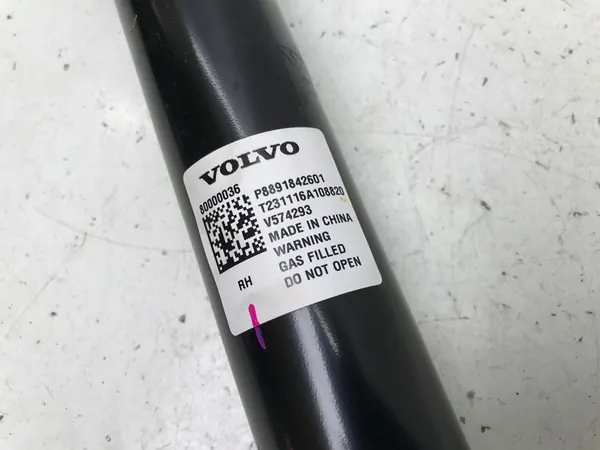 VOLVO
80000036
P8891842601
T231116A108820
V574293
MADE IN CHINA
WARNING
GAS FILLED
DO NOT OPEN
RH